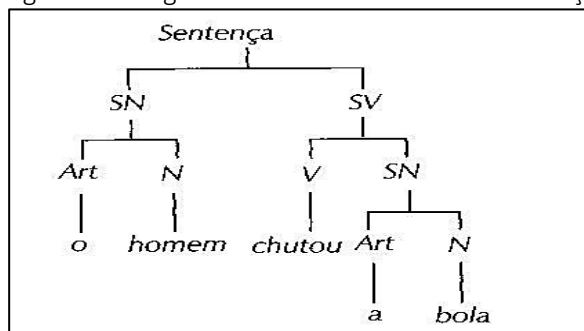 Sentença
SN SV
Art N V SN
o homem chutou Art N
a bola